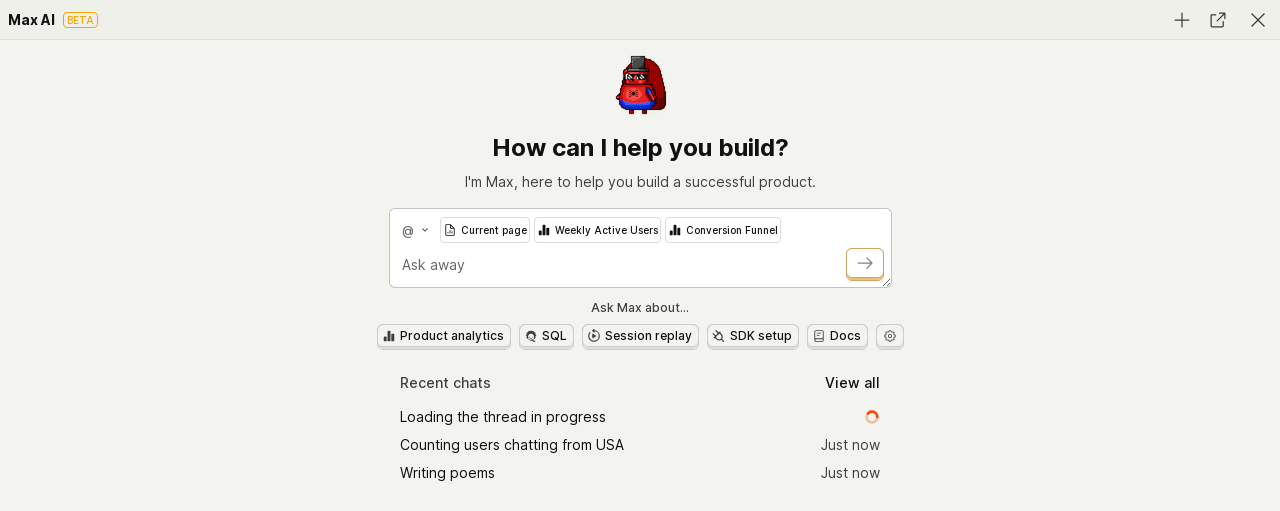 Max AI BETA
How can I help you build?
I'm Max, here to help you build a successful product.
@ Current page Weekly Active Users Conversion Funnel
Ask away
Ask Max about...
Product analytics SQL Session replay SDK setup Docs
Recent chats View all
Loading the thread in progress
Counting users chatting from USA Just now
Writing poems Just now